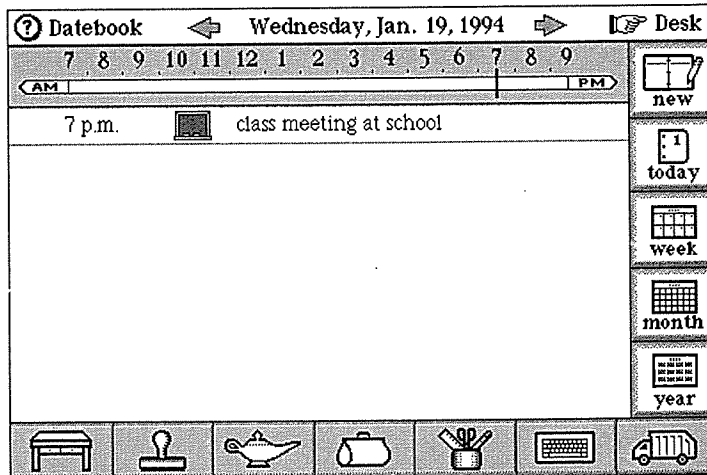 ? Datebook Wednesday, Jan. 19, 1994 Desk
7 8 9 10 11 12 1 2 3 4 5 6 7 8 9
AM PM
7 p.m. class meeting at school
new
1
today
week
month
year